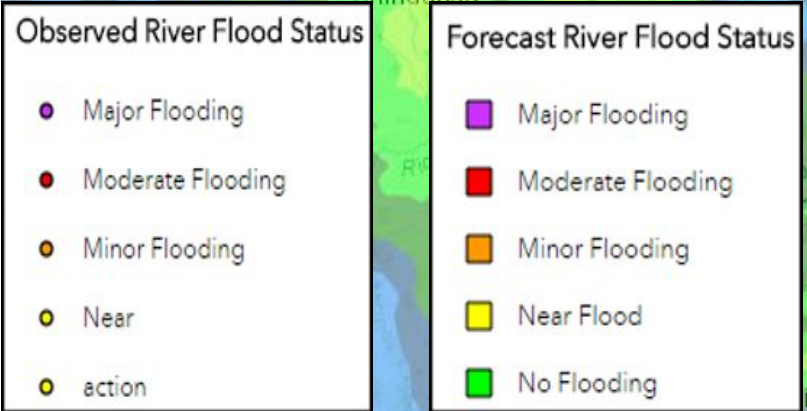 Observed River Flood Status
Major Flooding
Moderate Flooding
Minor Flooding
Near
action
Forecast River Flood Status
Major Flooding
Moderate Flooding
Minor Flooding
Near Flood
No Flooding